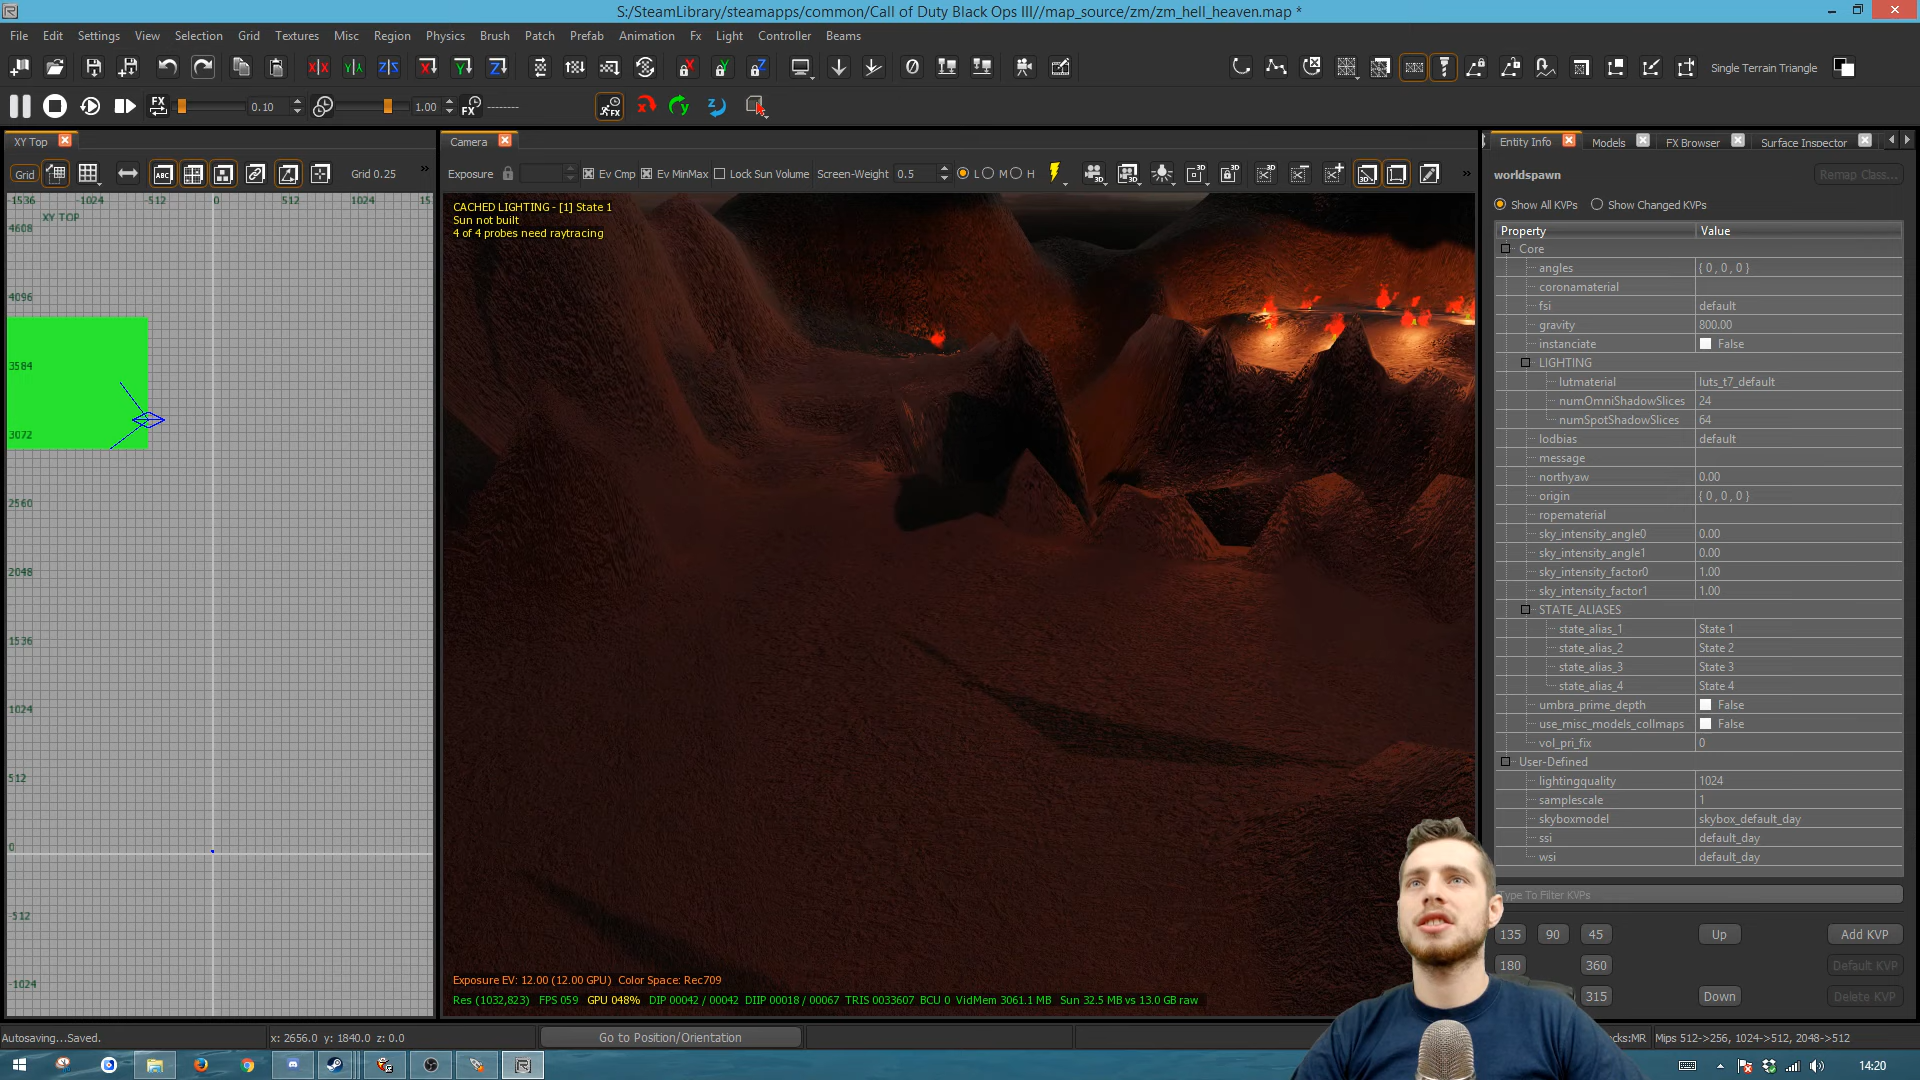 S:/SteamLibrary/steamapps/common/Call of Duty Black Ops III//map_source/zm/zm_hell_heaven.map *
File Edit Settings View Selection Grid Textures Misc Region Physics Brush Patch Prefab Animation Fx Light Controller Beams
Single Terrain Triangle
FX 0.10 1.00 FX --------
XY Top
Camera
Entity Info Models FX Browser Surface Inspector
Grid ABC Grid 0.25
Exposure Ev Cmp Ev MinMax Lock Sun Volume Screen-Weight 0.5 L M H
worldspawn Remap Class...
Show All KVPs Show Changed KVPs
-1536 -1024 -512 0 512 1024
XY TOP
4608
4096
3584
3072
2560
2048
1536
1024
512
0
-512
-1024
CACHED LIGHTING - [1] State 1
Sun not built
4 of 4 probes need raytracing
Exposure EV: 12.00 (12.00 GPU) Color Space: Rec709
Res (1032,823) FPS 059 GPU 048% DIP 00042 / 00042 DIIP 00018 / 00067 TRIS 0033607 BCU 0 VidMem 3061.1 MB Sun 32.5 MB vs 13.0 GB raw
Property Value
Core
angles { 0 , 0 , 0 }
coronamaterial
fsi default
gravity 800.00
instanciate False
LIGHTING
lutmaterial luts_t7_default
numOmniShadowSlices 24
numSpotShadowSlices 64
lodbias default
message
northyaw 0.00
origin { 0 , 0 , 0 }
ropematerial
sky_intensity_angle0 0.00
sky_intensity_angle1 0.00
sky_intensity_factor0 1.00
sky_intensity_factor1 1.00
STATE_ALIASES
state_alias_1 State 1
state_alias_2 State 2
state_alias_3 State 3
state_alias_4 State 4
umbra_prime_depth False
use_misc_models_collmaps False
vol_pri_fix 0
User-Defined
lightingquality 1024
samplescale 1
skyboxmodel skybox_default_day
ssi default_day
wsi default_day
Type To Filter KVPs
135 90 45 Up Add KVP
180 360 Default KVP
315 Down Delete KVP
Autosaving...Saved. x: 2656.0 y: 1840.0 z: 0.0 Go to Position/Orientation cks:MR Mips 512->256, 1024->512, 2048->512
14:20